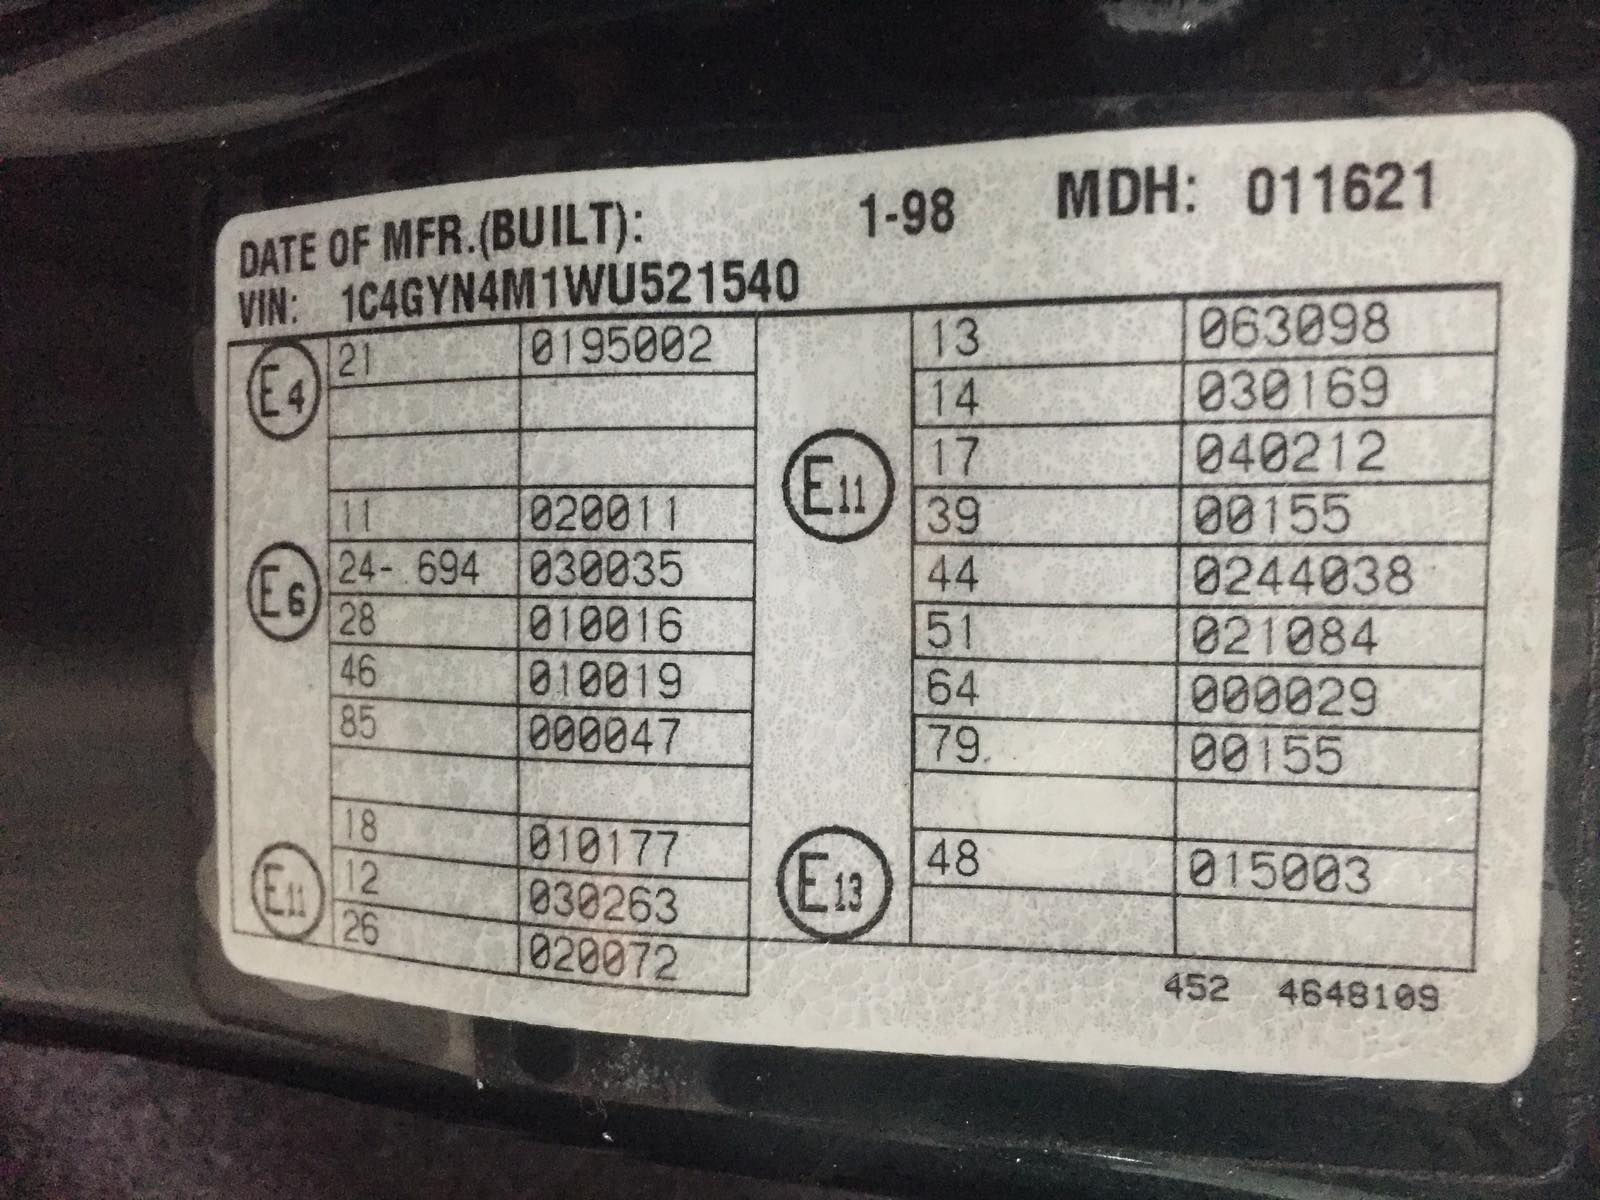 DATE OF MFR.(BUILT): 1-98 MDH: 011621
VIN: 1C4GYN4M1WU521540
E4
21 0195002
E6
11 020011
24-.694 030035
28 010016
46 010019
85 000047
E11
18 010177
12 030263
26 020072
E11
13 063098
14 030169
17 040212
39 00155
44 0244038
51 021084
64 000029
79. 00155
E13
48 015003
452 4648109